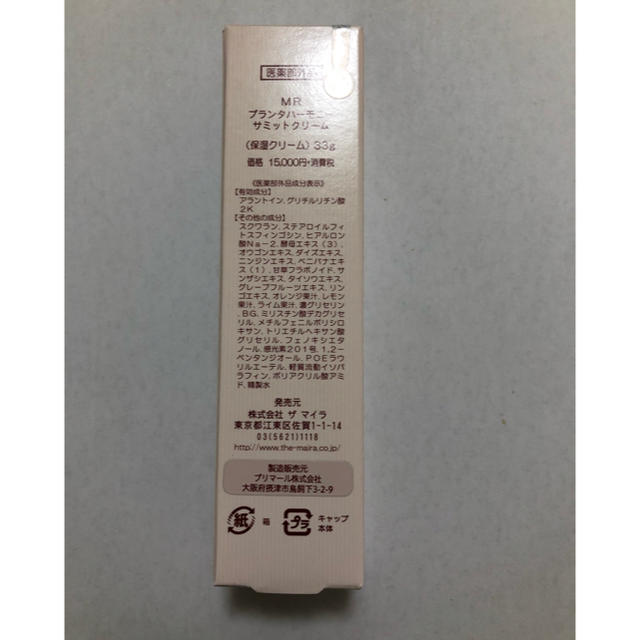 医薬部外品
MR
プランタハーモニー
サミットクリーム
(保湿クリーム) 33g
価格 15,000円+消費税
《医薬部外品成分表示》
【有効成分】
アラントイン, グリチルリチン酸
2K
【その他の成分】
スクワラン, ステアロイルフィ
トスフィンゴシン, ヒアルロン
酸Na-2, 酵母エキス(3),
オウゴンエキス, ダイズエキス,
ニンジンエキス, ベニバナエキ
ス(1), 甘草フラボノイド, サ
ンザシエキス, タイソウエキス,
グレープフルーツエキス, リン
ゴエキス, オレンジ果汁, レモン
果汁, ライム果汁, 濃グリセリン
, BG, ミリスチン酸デカグリセ
リル, メチルフェニルポリシロ
キサン, トリエチルヘキサン酸
グリセリル, フェノキシエタ
ノール, 感光素201号, 1,2-
ペンタンジオール, POEラウ
リルエーテル, 軽質流動イソパ
ラフィン, ポリアクリル酸アミ
ド, 精製水
発売元
株式会社 ザ マイラ
東京都江東区佐賀1-1-14
03(5621)1118
http://www.the-maira.co.jp/
製造販売元
プリマール株式会社
大阪府摂津市鳥飼下3-2-9
紙 箱
プラ キャップ
本体